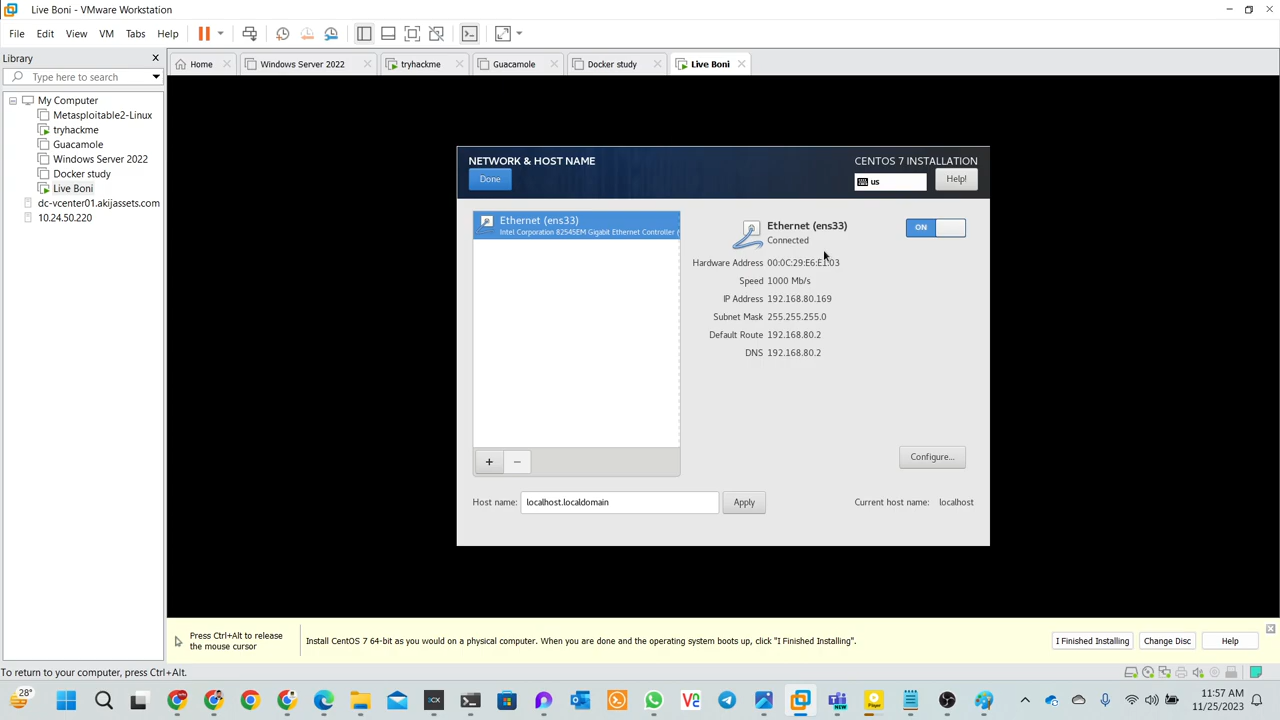 Live Boni - VMware Workstation
File Edit View VM Tabs Help
Library
Type here to search
Home
Windows Server 2022
tryhackme
Guacamole
Docker study
Live Boni
My Computer
Metasploitable2-Linux
tryhackme
Guacamole
Windows Server 2022
Docker study
Live Boni
dc-vcenter01.akijassets.com
10.24.50.220
NETWORK & HOST NAME
Done
CENTOS 7 INSTALLATION
us
Help!
Ethernet (ens33)
Intel Corporation 82545EM Gigabit Ethernet Controller (
Ethernet (ens33)
Connected
ON
Hardware Address 00:0C:29:E6:E1:03
Speed 1000 Mb/s
IP Address 192.168.80.169
Subnet Mask 255.255.255.0
Default Route 192.168.80.2
DNS 192.168.80.2
+ −
Configure...
Host name: localhost.localdomain Apply Current host name: localhost
Press Ctrl+Alt to release
the mouse cursor
Install CentOS 7 64-bit as you would on a physical computer. When you are done and the operating system boots up, click "I Finished Installing".
I Finished Installing
Change Disc
Help
To return to your computer, press Ctrl+Alt.
28°
11:57 AM
11/25/2023